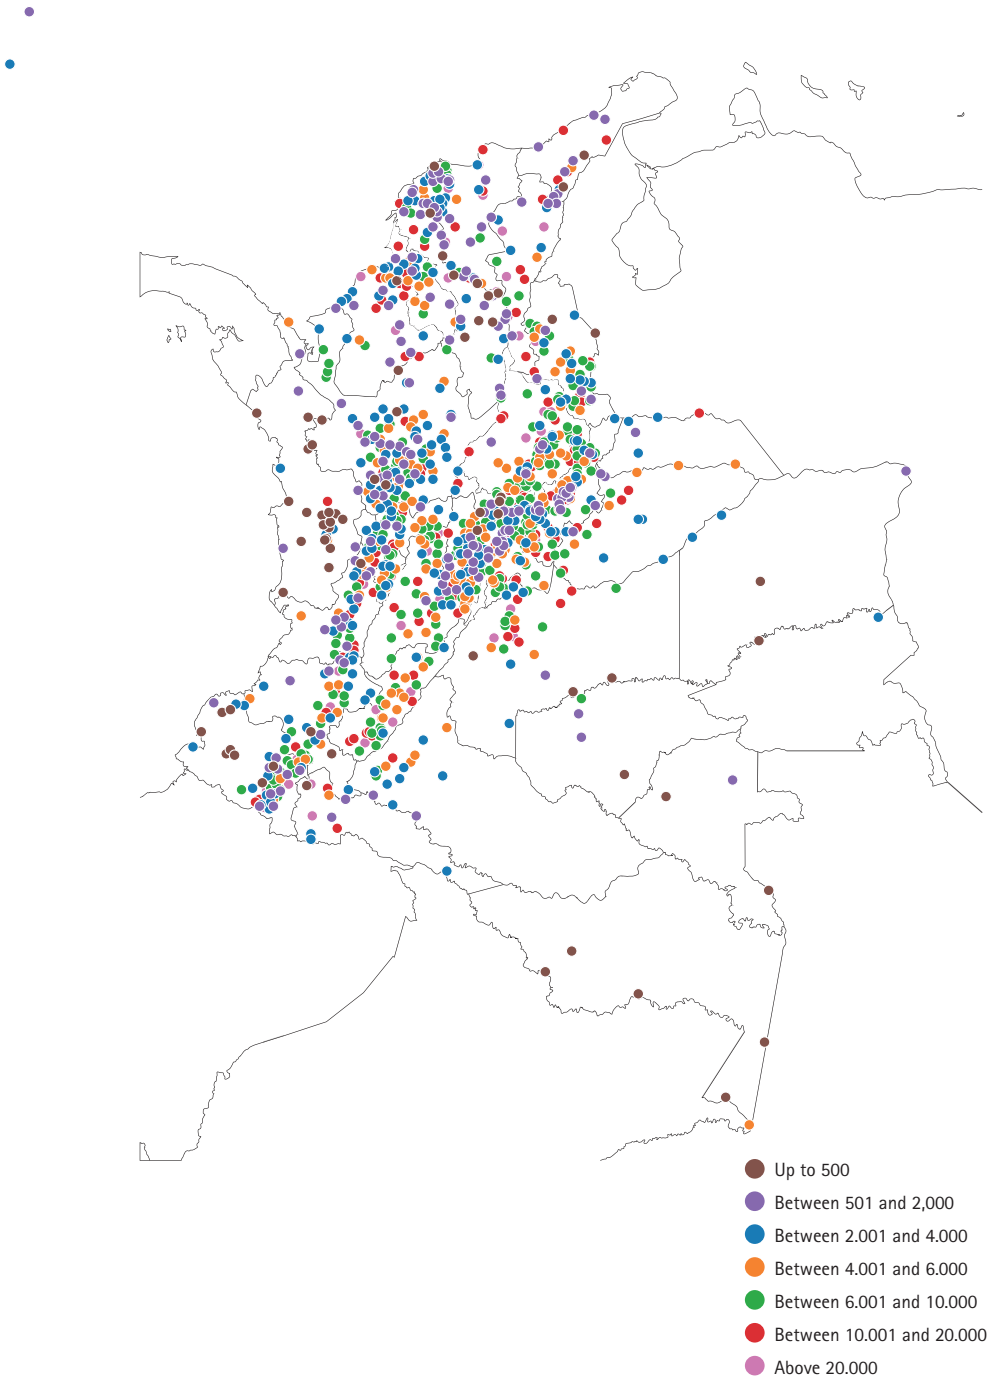 Up to 500
Between 501 and 2,000
Between 2.001 and 4.000
Between 4.001 and 6.000
Between 6.001 and 10.000
Between 10.001 and 20.000
Above 20.000